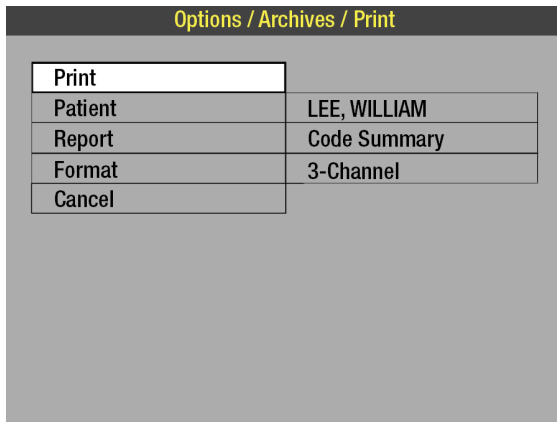 Options / Archives / Print
Print
Patient LEE, WILLIAM
Report Code Summary
Format 3-Channel
Cancel